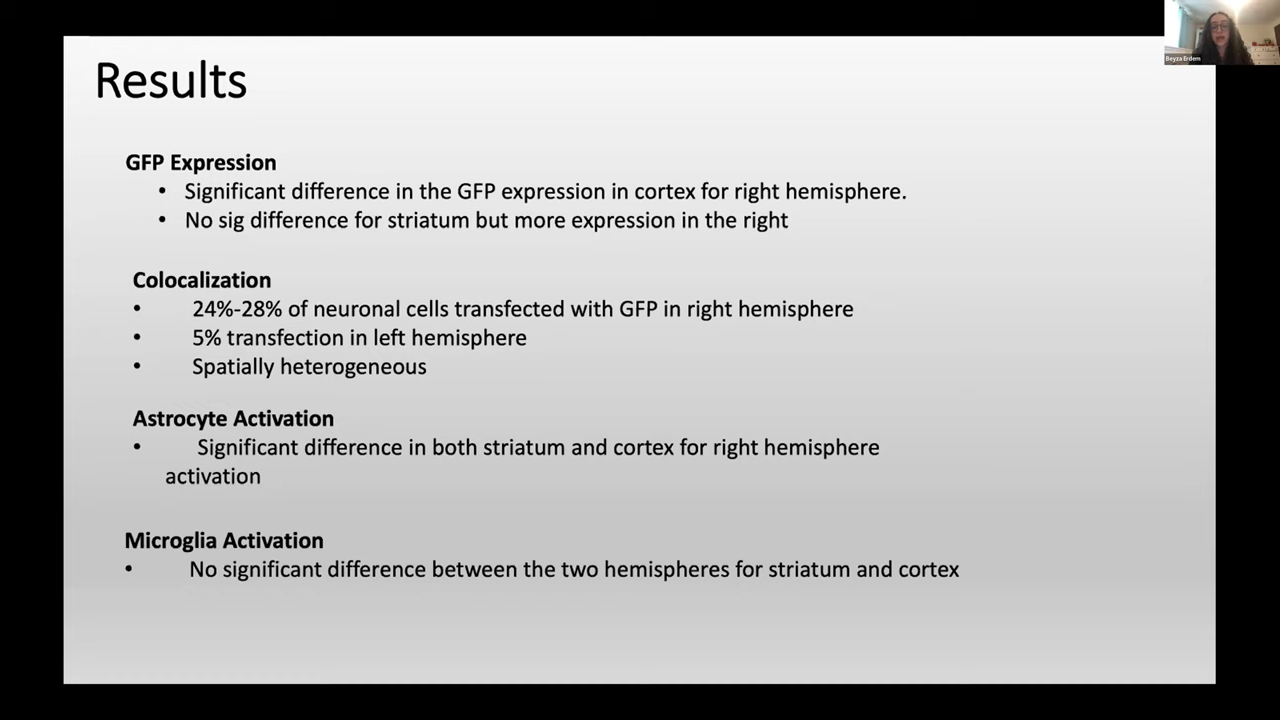 Results
Beyza Erdem
GFP Expression
• Significant difference in the GFP expression in cortex for right hemisphere.
• No sig difference for striatum but more expression in the right
Colocalization
• 24%-28% of neuronal cells transfected with GFP in right hemisphere
• 5% transfection in left hemisphere
• Spatially heterogeneous
Astrocyte Activation
• Significant difference in both striatum and cortex for right hemisphere
activation
Microglia Activation
• No significant difference between the two hemispheres for striatum and cortex